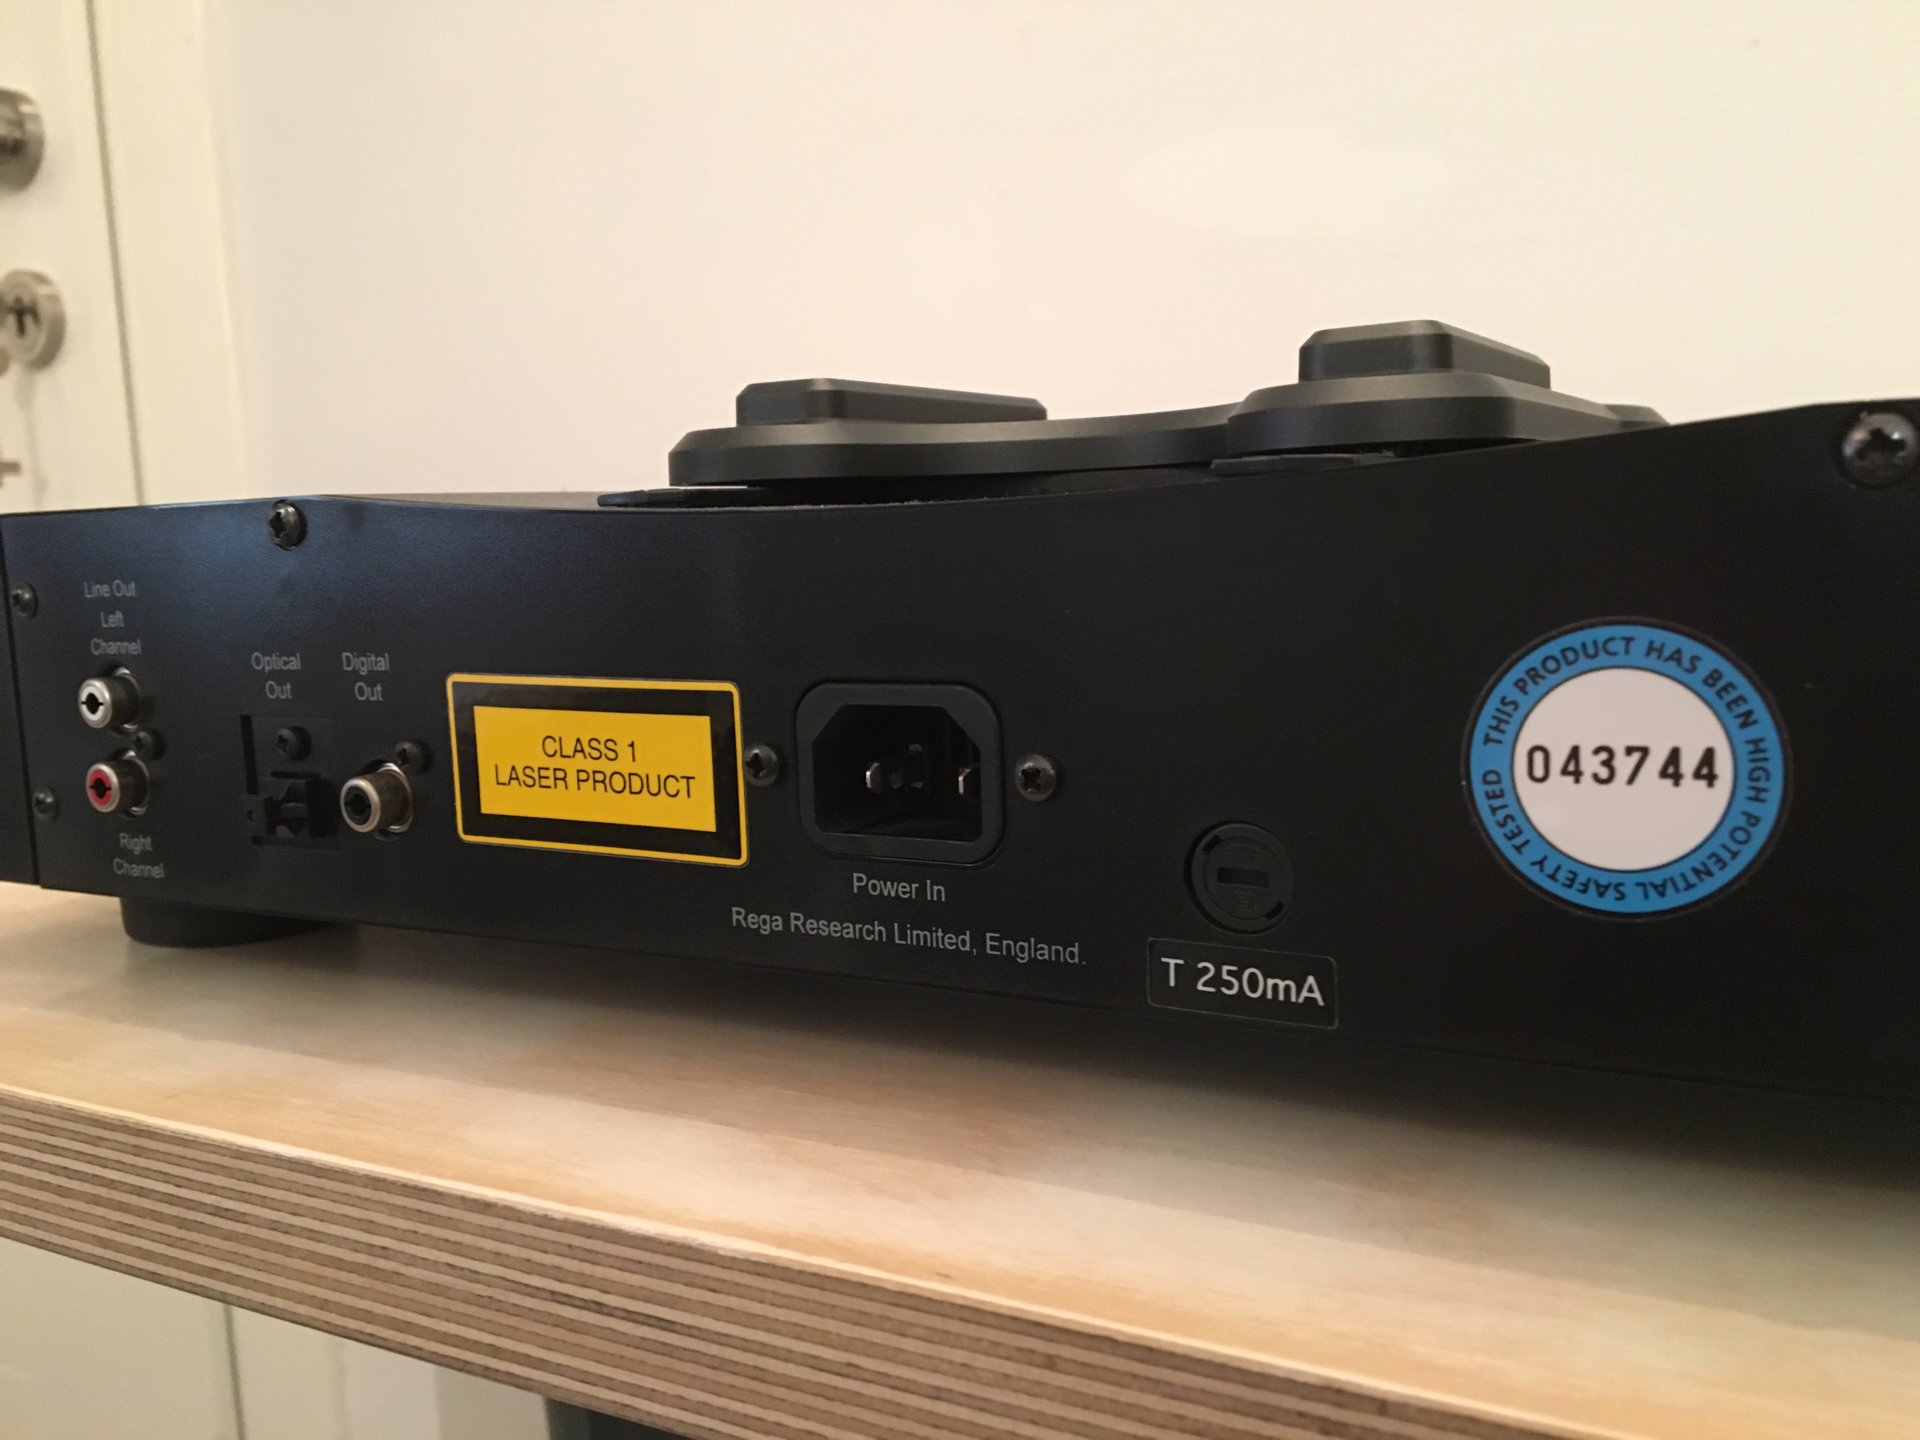 Line Out
Left
Channel
Right
Channel
Optical
Out
Digital
Out
CLASS 1
LASER PRODUCT
Power In
Rega Research Limited, England.
T 250mA
THIS PRODUCT HAS BEEN HIGH POTENTIAL SAFETY TESTED
043744